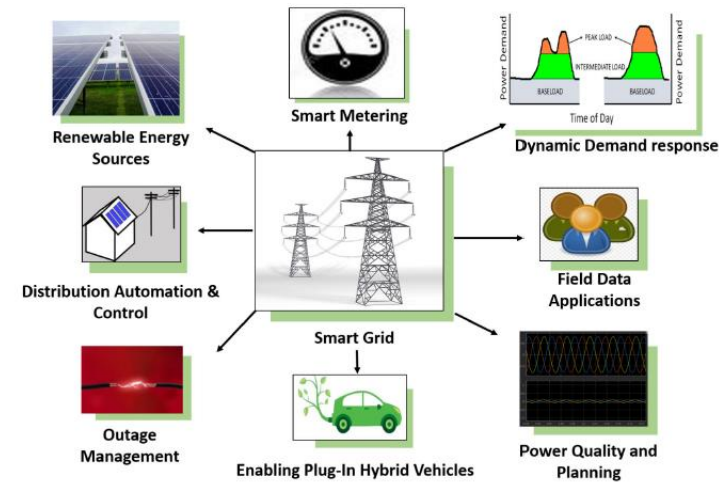 Renewable Energy
Sources
Smart Metering
Power Demand
PEAK LOAD
INTERMEDIATE LOAD
BASELOAD
BASELOAD
Power Demand
Time of Day
Dynamic Demand response
Distribution Automation &
Control
Smart Grid
Field Data
Applications
Outage
Management
Enabling Plug-In Hybrid Vehicles
Power Quality and
Planning